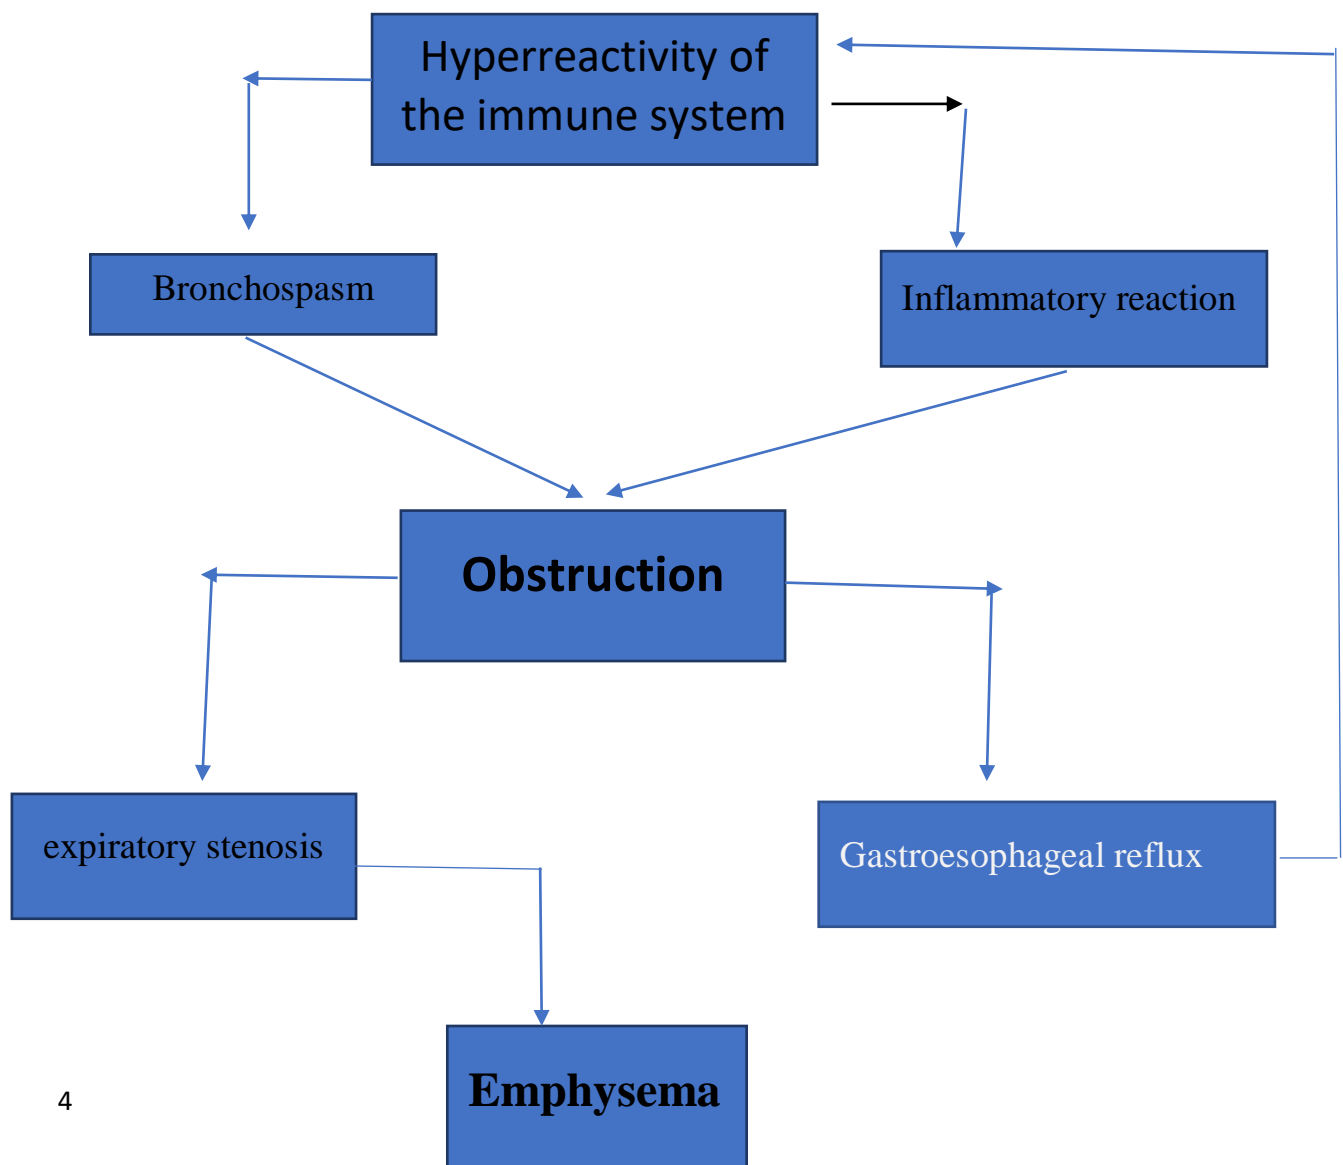 Hyperreactivity of
the immune system
Bronchospasm
Inflammatory reaction
Obstruction
expiratory stenosis
Gastroesophageal reflux
Emphysema
4